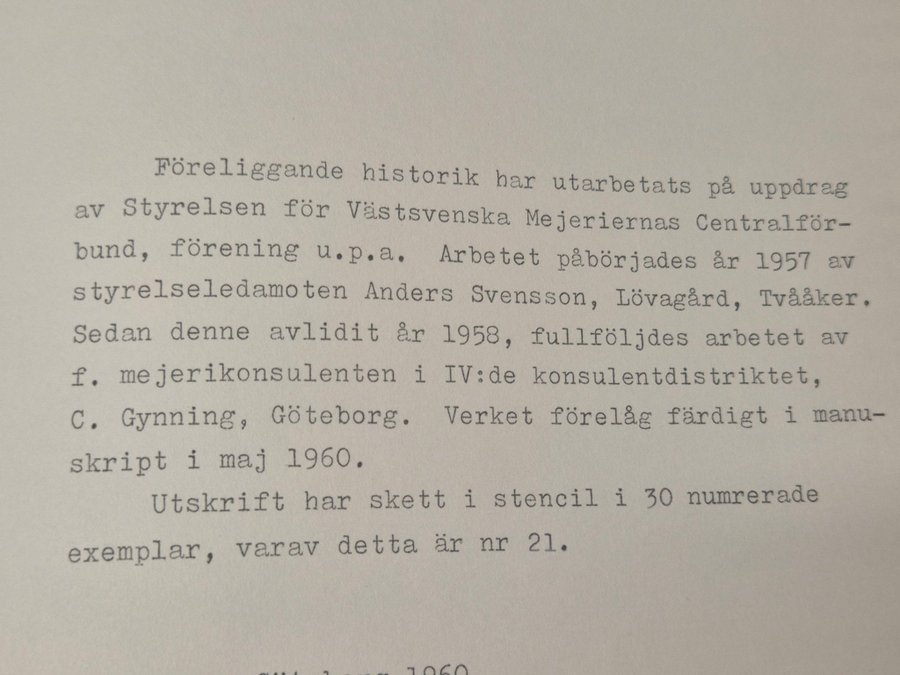 Föreliggande historik har utarbetats på uppdrag
av Styrelsen för Västsvenska Mejeriernas Centralför-
bund, förening u.p.a. Arbetet påbörjades år 1957 av
styrelseledamoten Anders Svensson, Lövagård, Tvååker.
Sedan denne avlidit år 1958, fullföljdes arbetet av
f. mejerikonsulenten i IV:de konsulentdistriktet,
C. Gynning, Göteborg. Verket förelåg färdigt i manu-
skript i maj 1960.
Utskrift har skett i stencil i 30 numrerade
exemplar, varav detta är nr 21.
1960